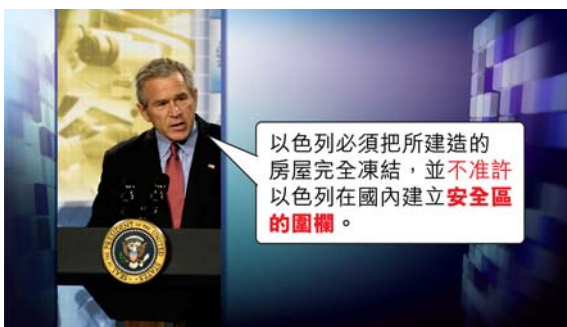 以色列必須把所建造的
房屋完全凍結，並不准許
以色列在國內建立安全區
的圍欄。